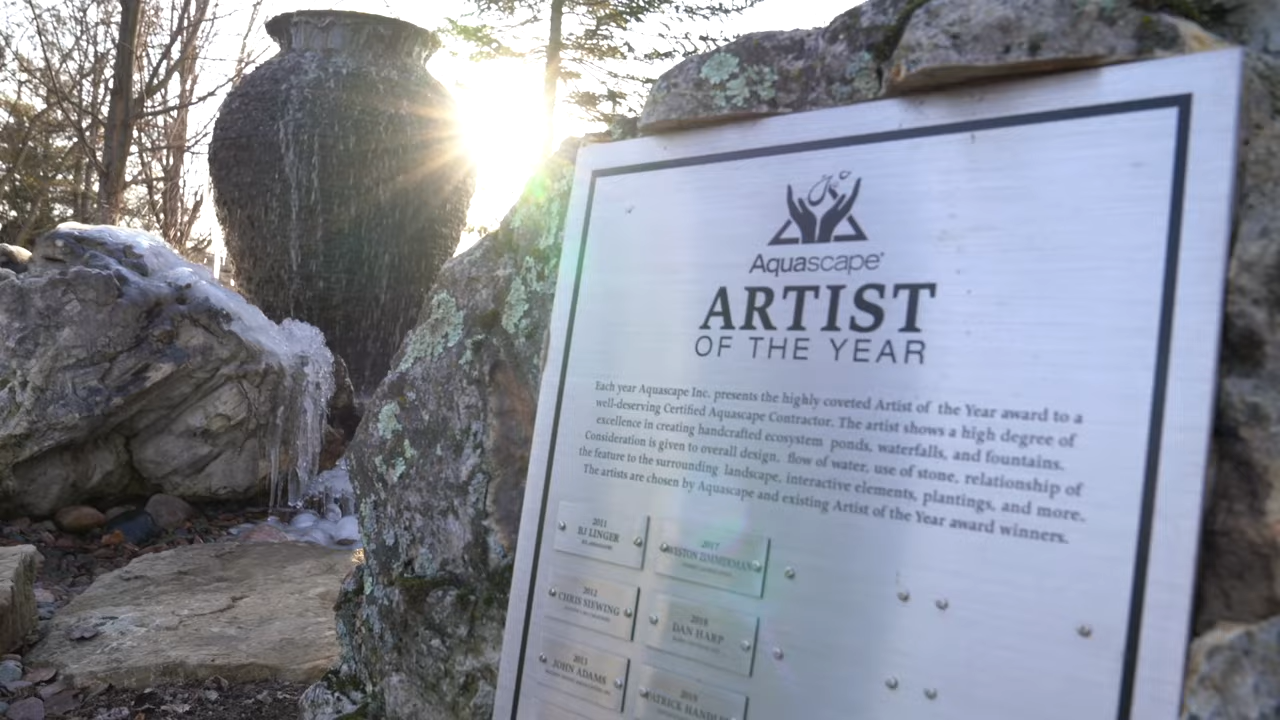 Aquascape®
ARTIST
OF THE YEAR
Each year Aquascape Inc. presents the highly coveted Artist of the Year award to a
well-deserving Certified Aquascape Contractor. The artist shows a high degree of
excellence in creating handcrafted ecosystem ponds, waterfalls, and fountains.
Consideration is given to overall design, flow of water, use of stone, relationship of
the feature to the surrounding landscape, interactive elements, plantings, and more.
The artists are chosen by Aquascape and existing Artist of the Year award winners.
2011
BJ LINGER
2012
CHRIS SIEWING
2013
JOHN ADAMS
2017
WESTON ZIMMERMAN
2018
DAN HARP
2019
PATRICK